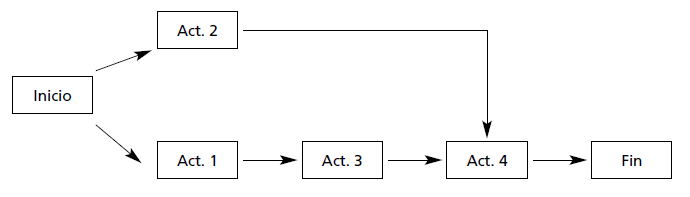 Act. 2
Inicio
Act. 1
Act. 3
Act. 4
Fin